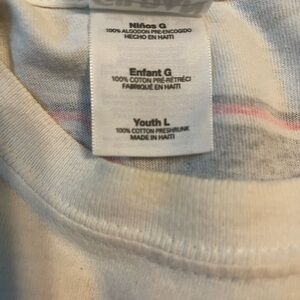 Niños G
100% ALGODON PRE-ENCOGIDO
HECHO EN HAITI
Enfant G
100% COTON PRÉ-RÉTRÉCI
FABRIQUÉ EN HAITI
Youth L
100% COTTON PRESHRUNK
MADE IN HAITI